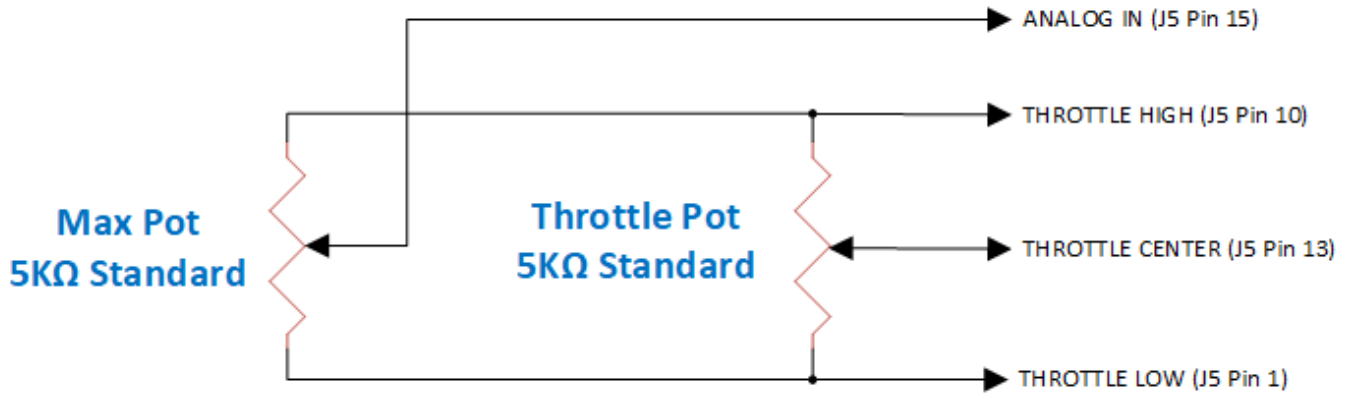 ANALOG IN (J5 Pin 15)
THROTTLE HIGH (J5 Pin 10)
Max Pot
5KΩ Standard
Throttle Pot
5KΩ Standard
THROTTLE CENTER (J5 Pin 13)
THROTTLE LOW (J5 Pin 1)